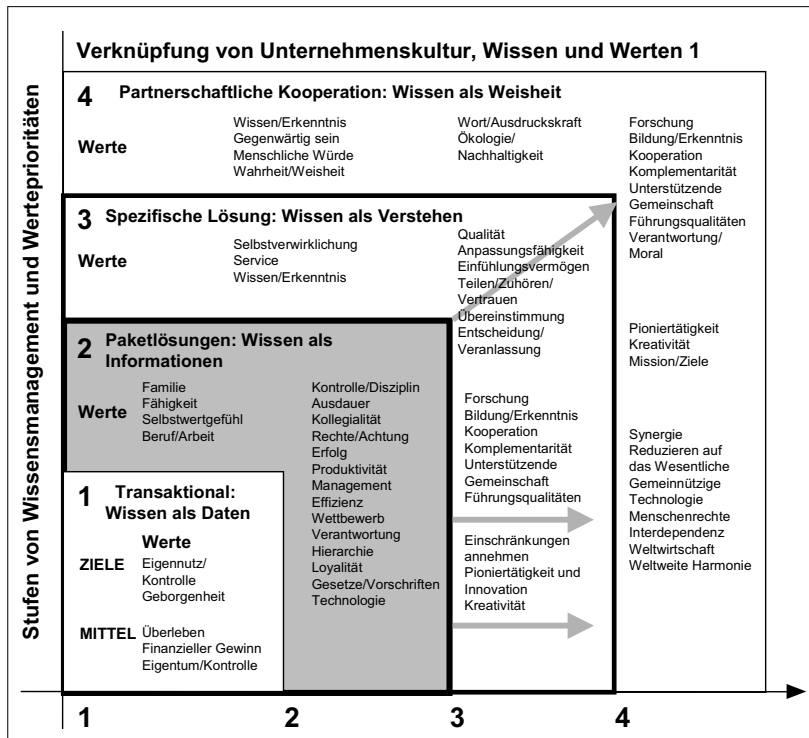 Verknüpfung von Unternehmenskultur, Wissen und Werten 1
Stufen von Wissensmanagement und Werteprioritäten
4 Partnerschaftliche Kooperation: Wissen als Weisheit
Werte
Wissen/Erkenntnis
Gegenwärtig sein
Menschliche Würde
Wahrheit/Weisheit
Wort/Ausdruckskraft
Ökologie/
Nachhaltigkeit
Forschung
Bildung/Erkenntnis
Kooperation
Komplementarität
Unterstützende
Gemeinschaft
Führungsqualitäten
Verantwortung/
Moral
Pioniertätigkeit
Kreativität
Mission/Ziele
Synergie
Reduzieren auf
das Wesentliche
Gemeinnützige
Technologie
Menschenrechte
Interdependenz
Weltwirtschaft
Weltweite Harmonie
3 Spezifische Lösung: Wissen als Verstehen
Werte
Selbstverwirklichung
Service
Wissen/Erkenntnis
Qualität
Anpassungsfähigkeit
Einfühlungsvermögen
Teilen/Zuhören/
Vertrauen
Übereinstimmung
Entscheidung/
Veranlassung
Forschung
Bildung/Erkenntnis
Kooperation
Komplementarität
Unterstützende
Gemeinschaft
Führungsqualitäten
Einschränkungen
annehmen
Pioniertätigkeit und
Innovation
Kreativität
2 Paketlösungen: Wissen als
Informationen
Werte
Familie
Fähigkeit
Selbstwertgefühl
Beruf/Arbeit
Kontrolle/Disziplin
Ausdauer
Kollegialität
Rechte/Achtung
Erfolg
Produktivität
Management
Effizienz
Wettbewerb
Verantwortung
Hierarchie
Loyalität
Gesetze/Vorschriften
Technologie
1 Transaktional:
Wissen als Daten
Werte
ZIELE Eigennutz/
Kontrolle
Geborgenheit
MITTEL Überleben
Finanzieller Gewinn
Eigentum/Kontrolle
1 2 3 4